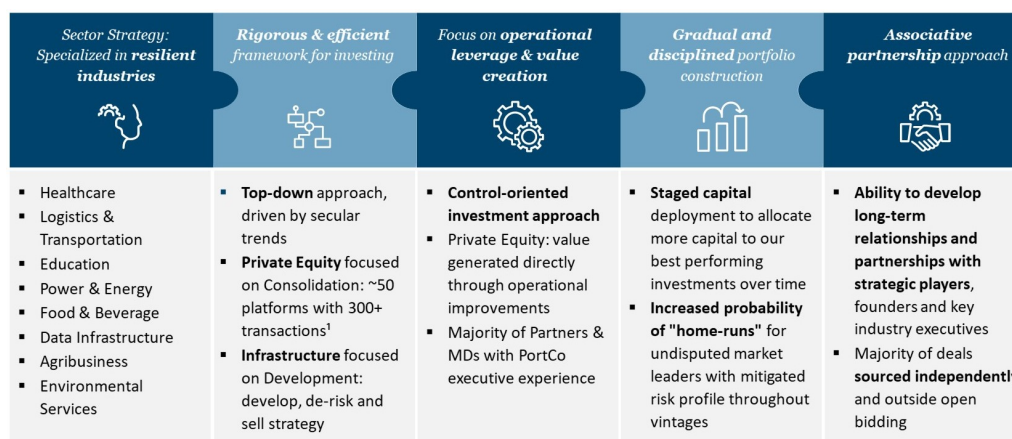 Sector Strategy:
Specialized in resilient
industries
Healthcare
Logistics &
Transportation
Education
Power & Energy
Food & Beverage
Data Infrastructure
Agribusiness
Environmental
Services
Rigorous & efficient
framework for investing
Top-down approach,
driven by secular
trends
Private Equity focused
on Consolidation: ~50
platforms with 300+
transactions¹
Infrastructure focused
on Development:
develop, de-risk and
sell strategy
Focus on operational
leverage & value
creation
Control-oriented
investment approach
Private Equity: value
generated directly
through operational
improvements
Majority of Partners &
MDs with PortCo
executive experience
Gradual and
disciplined portfolio
construction
Staged capital
deployment to allocate
more capital to our
best performing
investments over time
Increased probability
of "home-runs" for
undisputed market
leaders with mitigated
risk profile throughout
vintages
Associative
partnership approach
Ability to develop
long-term
relationships and
partnerships with
strategic players,
founders and key
industry executives
Majority of deals
sourced independently
and outside open
bidding